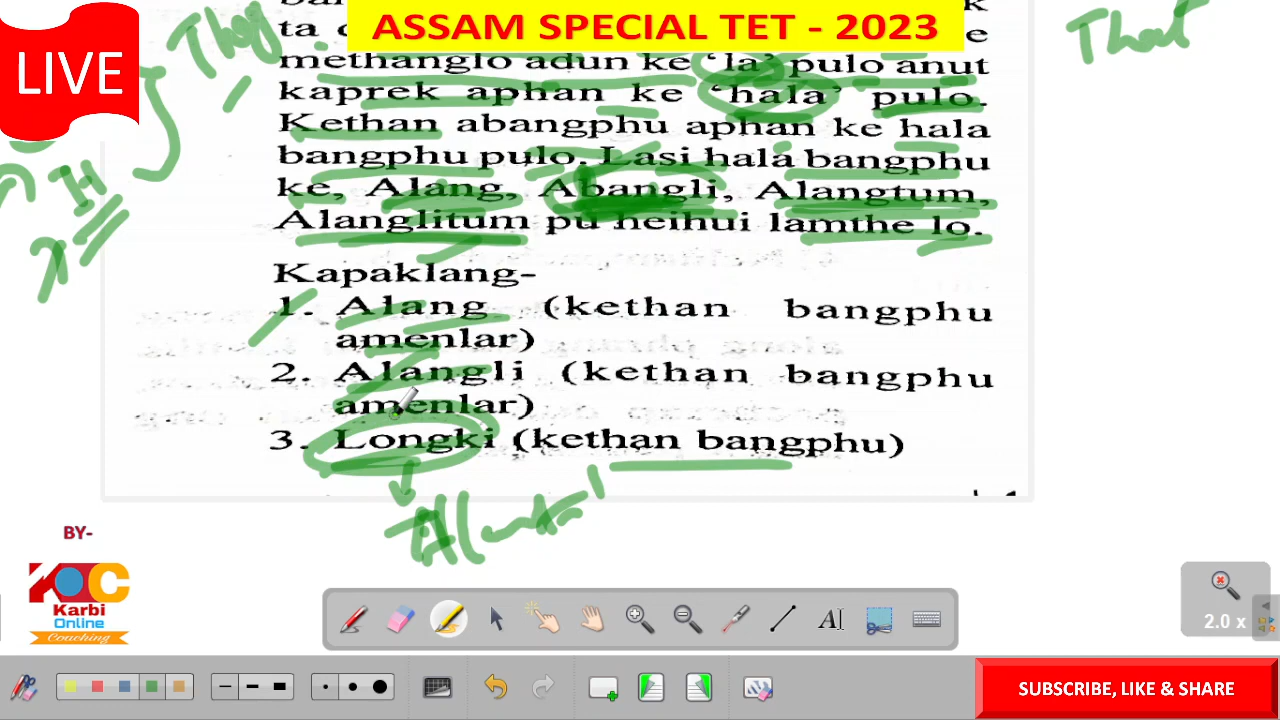 ASSAM SPECIAL TET - 2023
LIVE
They
That
ta
methanglo adun ke 'la' pulo anut
kaprek aphan ke 'hala' pulo.
Kethan abangphu aphan ke hala
bangphu pulo. Lasi hala bangphu
ke, Alang, Abangli, Alangtum,
Alanglitum pu heihui lamthe lo.
Kapaklang-
1. Alang (kethan bangphu
amenlar)
2. Alangli (kethan bangphu
amenlar)
3. Longki (kethan bangphu)
BY-
KOC
Karbi
Online
Coaching
2.0 x
SUBSCRIBE, LIKE & SHARE